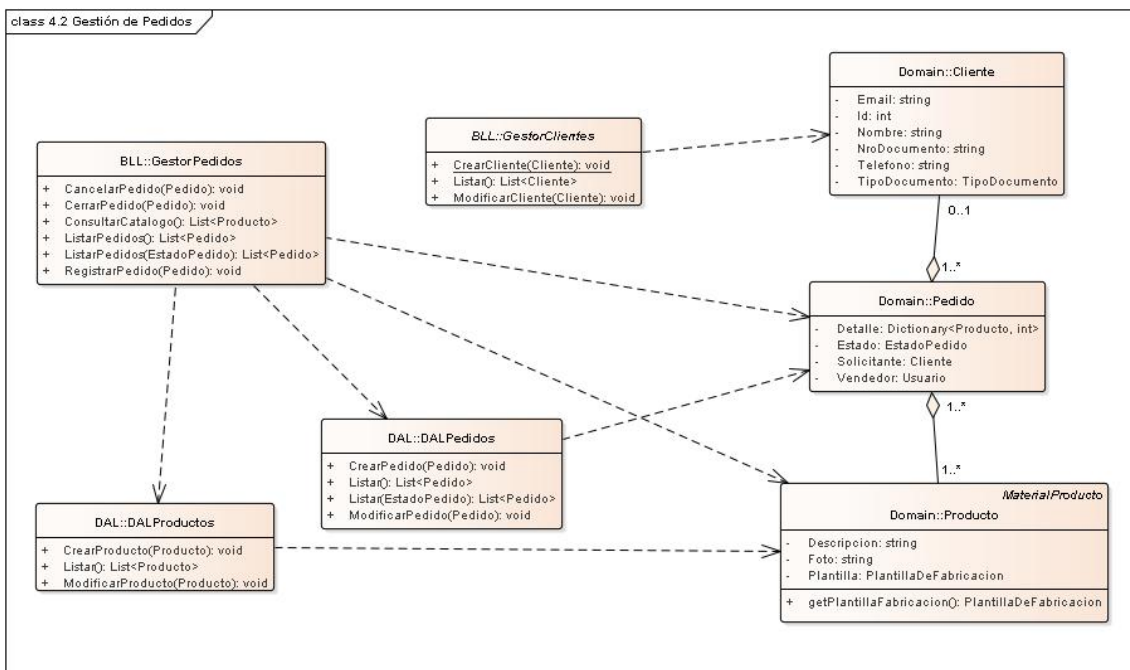 class 4.2 Gestión de Pedidos
Domain::Cliente
- Email: string
- Id: int
- Nombre: string
- NroDocumento: string
- Telefono: string
- TipoDocumento: TipoDocumento
BLL::GestorClientes
+ CrearCliente(Cliente): void
+ Listar(): List<Cliente>
+ ModificarCliente(Cliente): void
BLL::GestorPedidos
+ CancelarPedido(Pedido): void
+ CerrarPedido(Pedido): void
+ ConsultarCatalogo(): List<Producto>
+ ListarPedidos(): List<Pedido>
+ ListarPedidos(EstadoPedido): List<Pedido>
+ RegistrarPedido(Pedido): void
0..1
1..*
Domain::Pedido
- Detalle: Dictionary<Producto, int>
- Estado: EstadoPedido
- Solicitante: Cliente
- Vendedor: Usuario
1..*
1..*
DAL::DALPedidos
+ CrearPedido(Pedido): void
+ Listar(): List<Pedido>
+ Listar(EstadoPedido): List<Pedido>
+ ModificarPedido(Pedido): void
DAL::DALProductos
+ CrearProducto(Producto): void
+ Listar(): List<Producto>
+ ModificarProducto(Producto): void
MaterialProducto
Domain::Producto
- Descripcion: string
- Foto: string
- Plantilla: PlantillaDeFabricacion
+ getPlantillaFabricacion(): PlantillaDeFabricacion